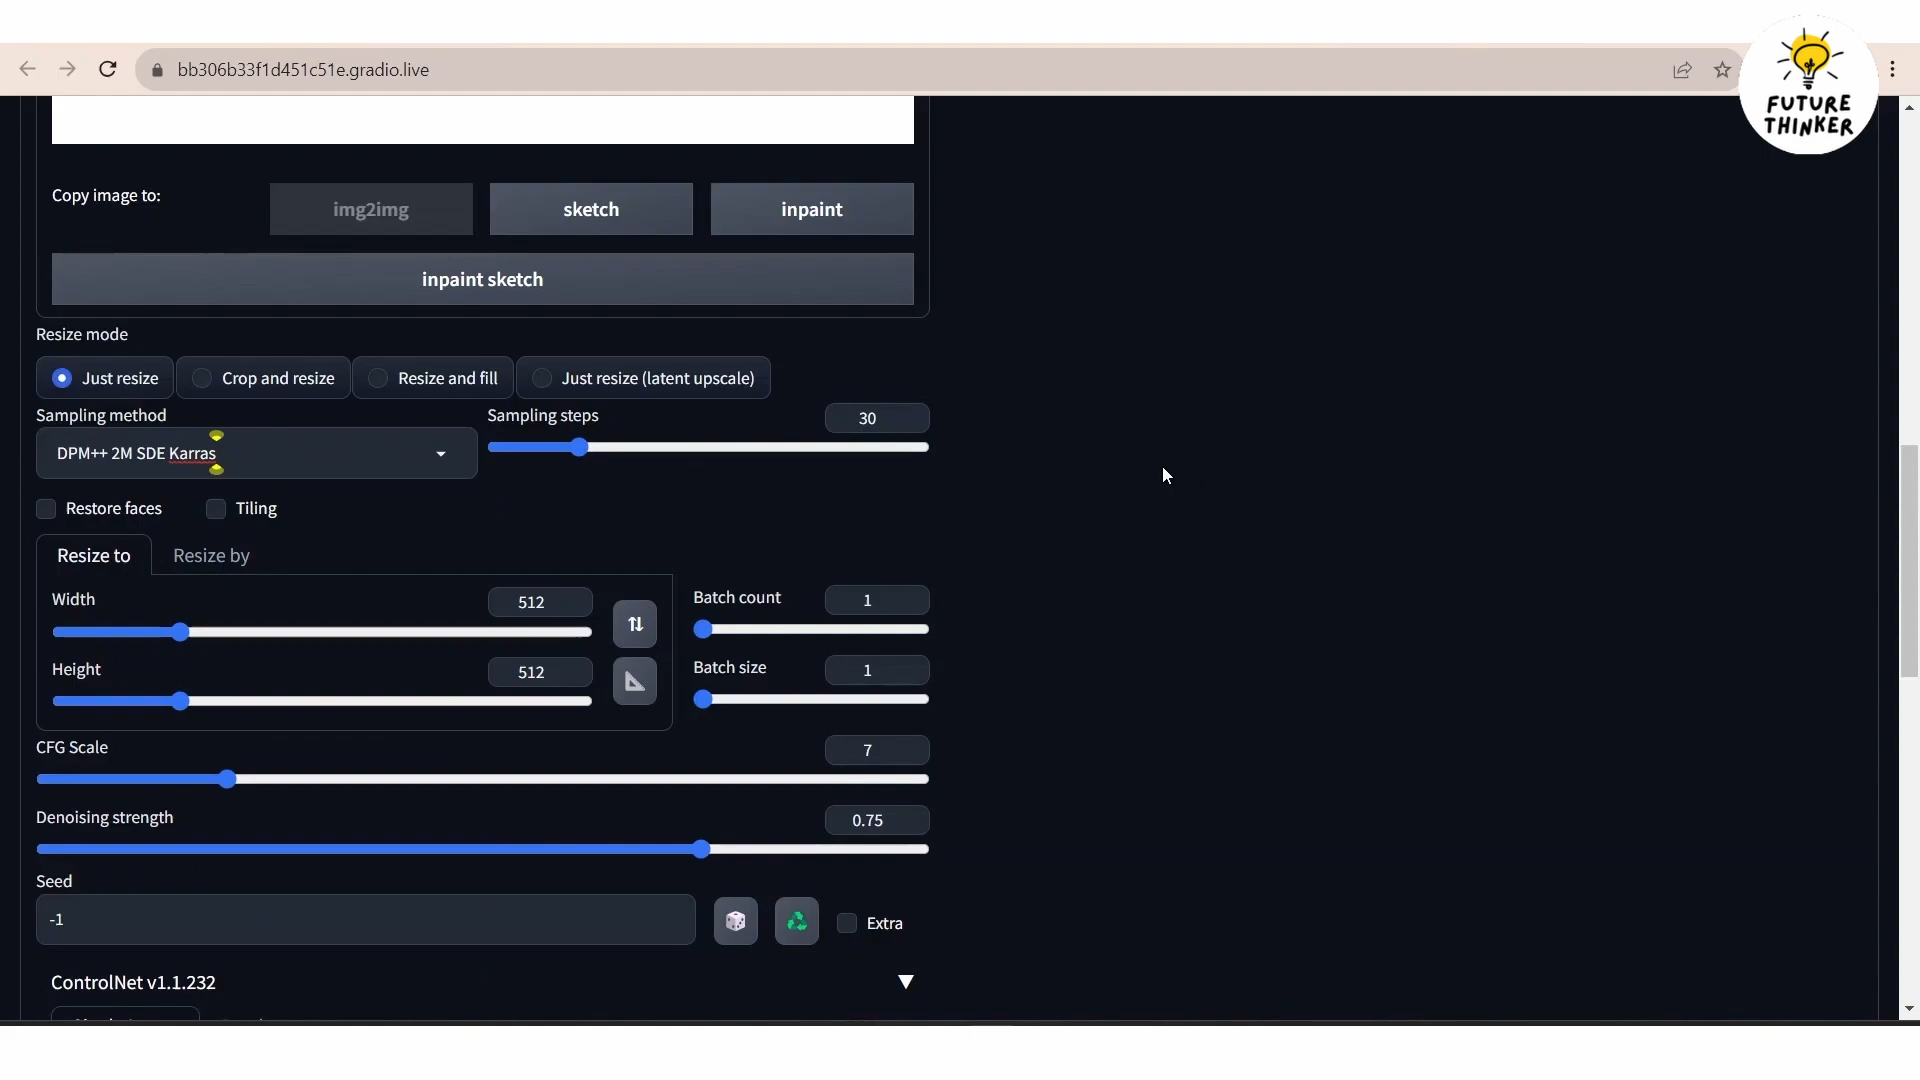 bb306b33f1d451c51e.gradio.live
FUTURE
THINKER
Copy image to:
img2img
sketch
inpaint
inpaint sketch
Resize mode
Just resize
Crop and resize
Resize and fill
Just resize (latent upscale)
Sampling method
Sampling steps
30
DPM++ 2M SDE Karras
Restore faces
Tiling
Resize to
Resize by
Width
512
Batch count
1
Height
512
Batch size
1
CFG Scale
7
Denoising strength
0.75
Seed
-1
Extra
ControlNet v1.1.232